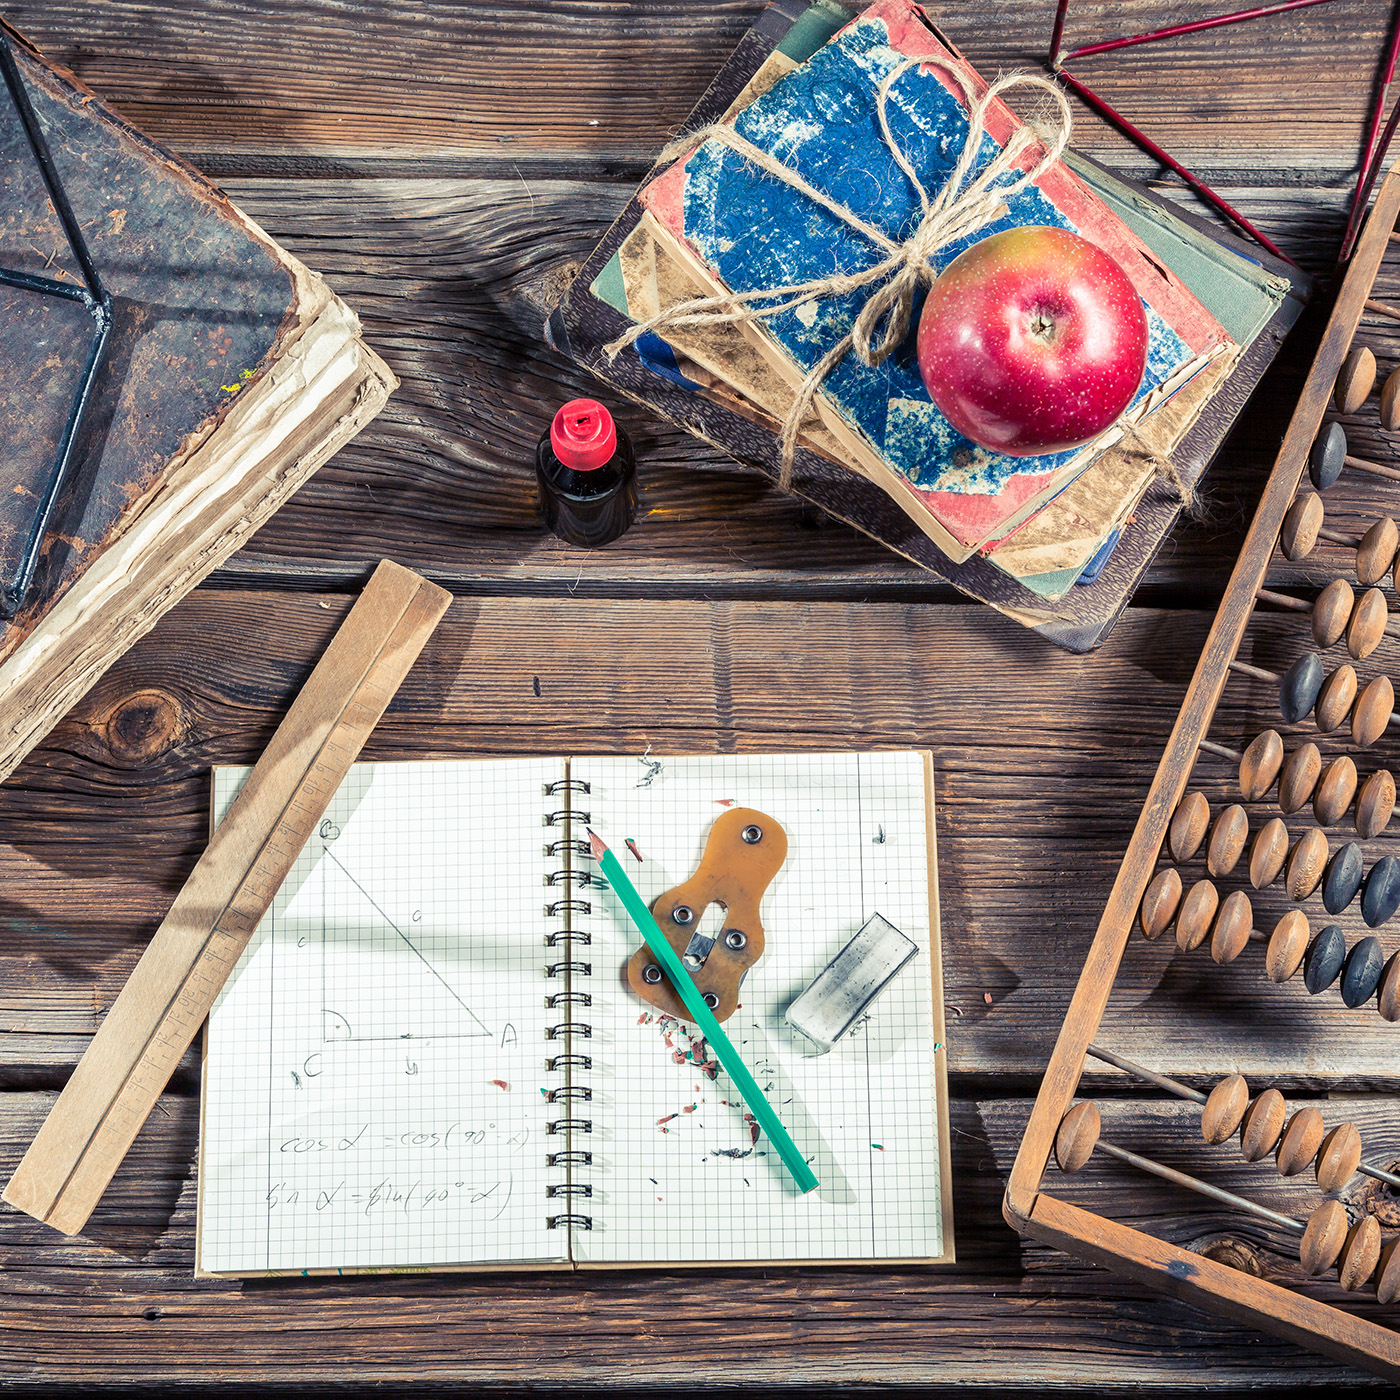 B
a
c
C
b
A
cos α = cos(90°-α)
sin α = sin(90°-α)